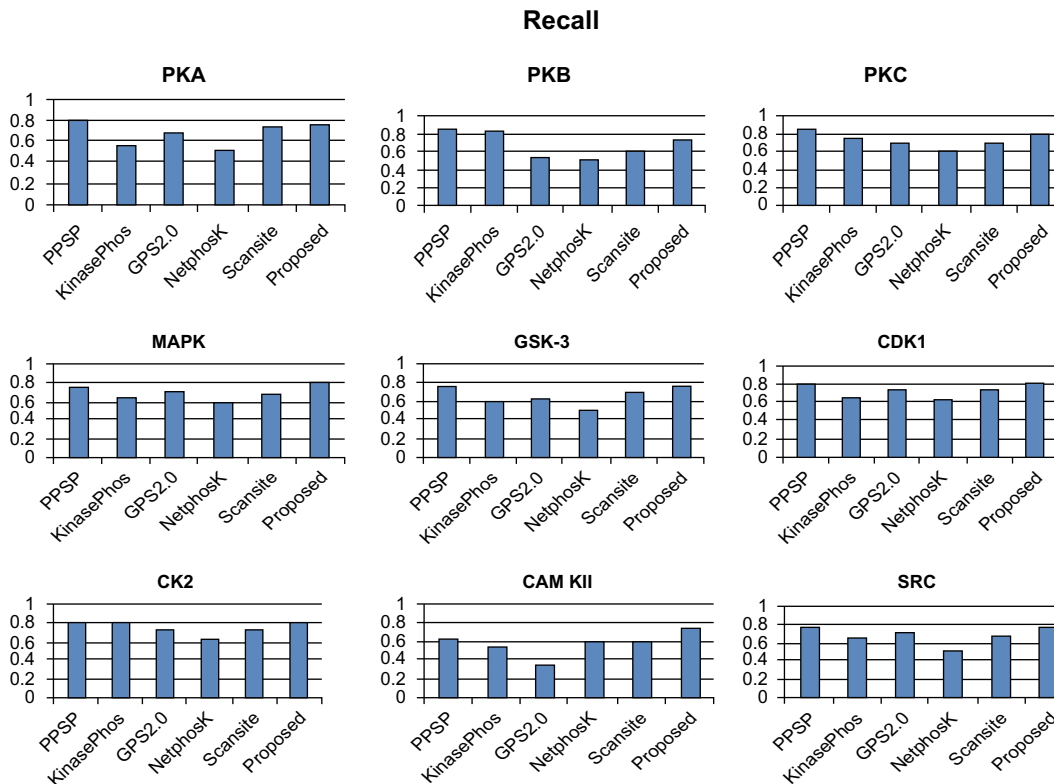 Recall
PKA
1
0.8
0.6
0.4
0.2
0
PPSP
KinasePhos
GPS2.0
NetphosK
Scansite
Proposed
PKB
1
0.8
0.6
0.4
0.2
0
PPSP
KinasePhos
GPS2.0
NetphosK
Scansite
Proposed
PKC
1
0.8
0.6
0.4
0.2
0
PPSP
KinasePhos
GPS2.0
NetphosK
Scansite
Proposed
MAPK
1
0.8
0.6
0.4
0.2
0
PPSP
KinasePhos
GPS2.0
NetphosK
Scansite
Proposed
GSK-3
1
0.8
0.6
0.4
0.2
0
PPSP
KinasePhos
GPS2.0
NetphosK
Scansite
Proposed
CDK1
1
0.8
0.6
0.4
0.2
0
PPSP
KinasePhos
GPS2.0
NetphosK
Scansite
Proposed
CK2
1
0.8
0.6
0.4
0.2
0
PPSP
KinasePhos
GPS2.0
NetphosK
Scansite
Proposed
CAM KII
1
0.8
0.6
0.4
0.2
0
PPSP
KinasePhos
GPS2.0
NetphosK
Scansite
Proposed
SRC
1
0.8
0.6
0.4
0.2
0
PPSP
KinasePhos
GPS2.0
NetphosK
Scansite
Proposed